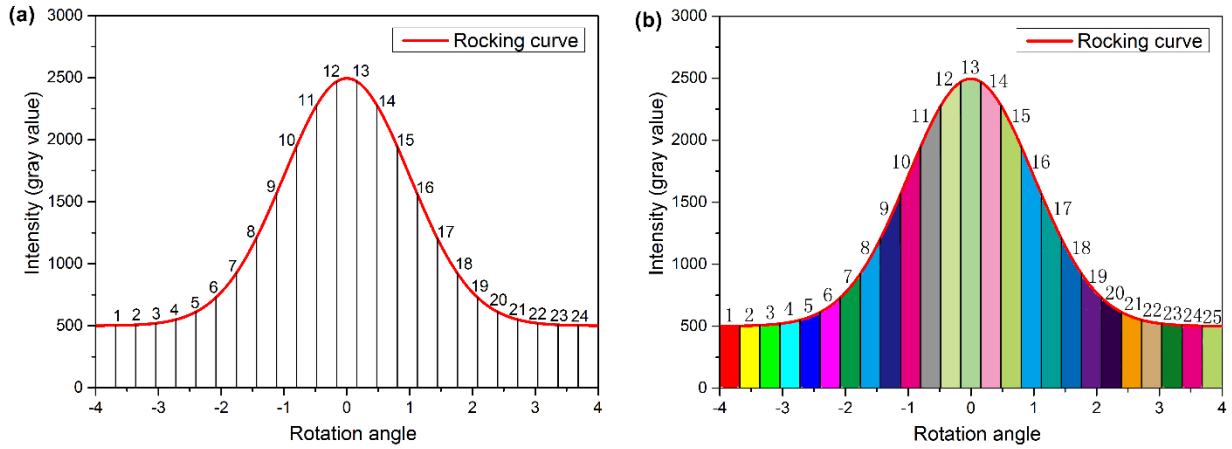 (a)
Rocking curve
Intensity (gray value)
3000
2500
2000
1500
1000
500
0
1 2 3 4 5 6 7 8 9 10 11 12 13 14 15 16 17 18 19 20 21 22 23 24
-4 -3 -2 -1 0 1 2 3 4
Rotation angle
(b)
Rocking curve
Intensity (gray value)
3000
2500
2000
1500
1000
500
0
1 2 3 4 5 6 7 8 9 10 11 12 13 14 15 16 17 18 19 20 21 22 23 24 25
-4 -3 -2 -1 0 1 2 3 4
Rotation angle